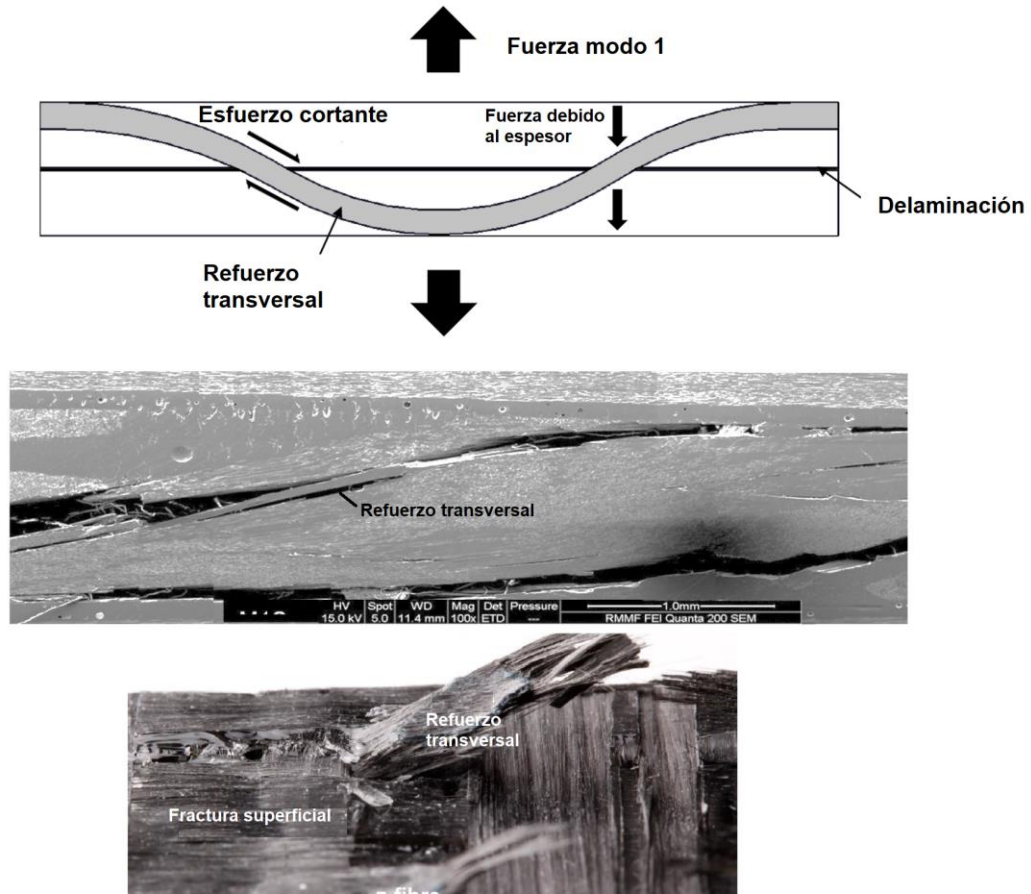 Fuerza modo 1
Esfuerzo cortante
Fuerza debido
al espesor
Delaminación
Refuerzo
transversal
Refuerzo transversal
HV Spot WD Mag Det Pressure 1.0mm
15.0 kV 5.0 11.4 mm 100x ETD --- RMMF FEI Quanta 200 SEM
Refuerzo
transversal
Fractura superficial